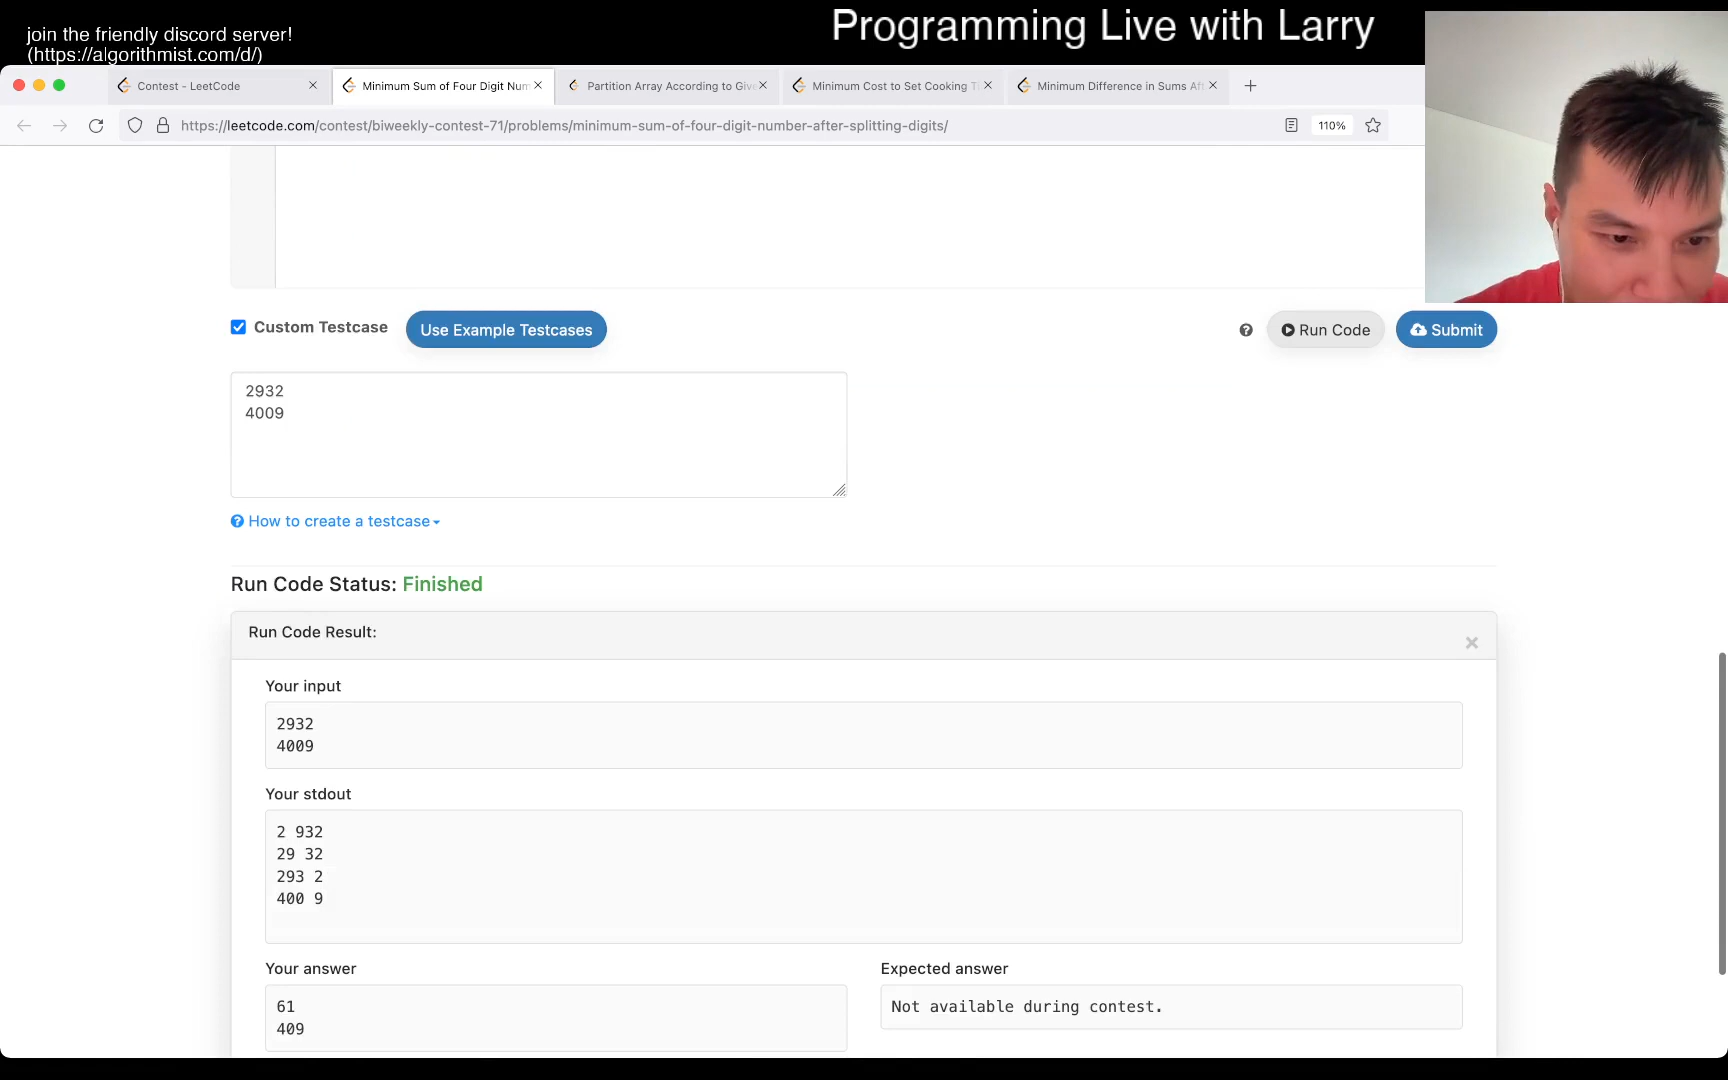 join the friendly discord server!
(https://algorithmist.com/d/)
Programming Live with Larry
Contest - LeetCode
Minimum Sum of Four Digit Num
Partition Array According to Give
Minimum Cost to Set Cooking T
Minimum Difference in Sums Aft
https://leetcode.com/contest/biweekly-contest-71/problems/minimum-sum-of-four-digit-number-after-splitting-digits/
110%
Custom Testcase
Use Example Testcases
Run Code
Submit
2932
4009
How to create a testcase
Run Code Status: Finished
Run Code Result:
Your input
2932
4009
Your stdout
2 932
29 32
293 2
400 9
Your answer
61
409
Expected answer
Not available during contest.